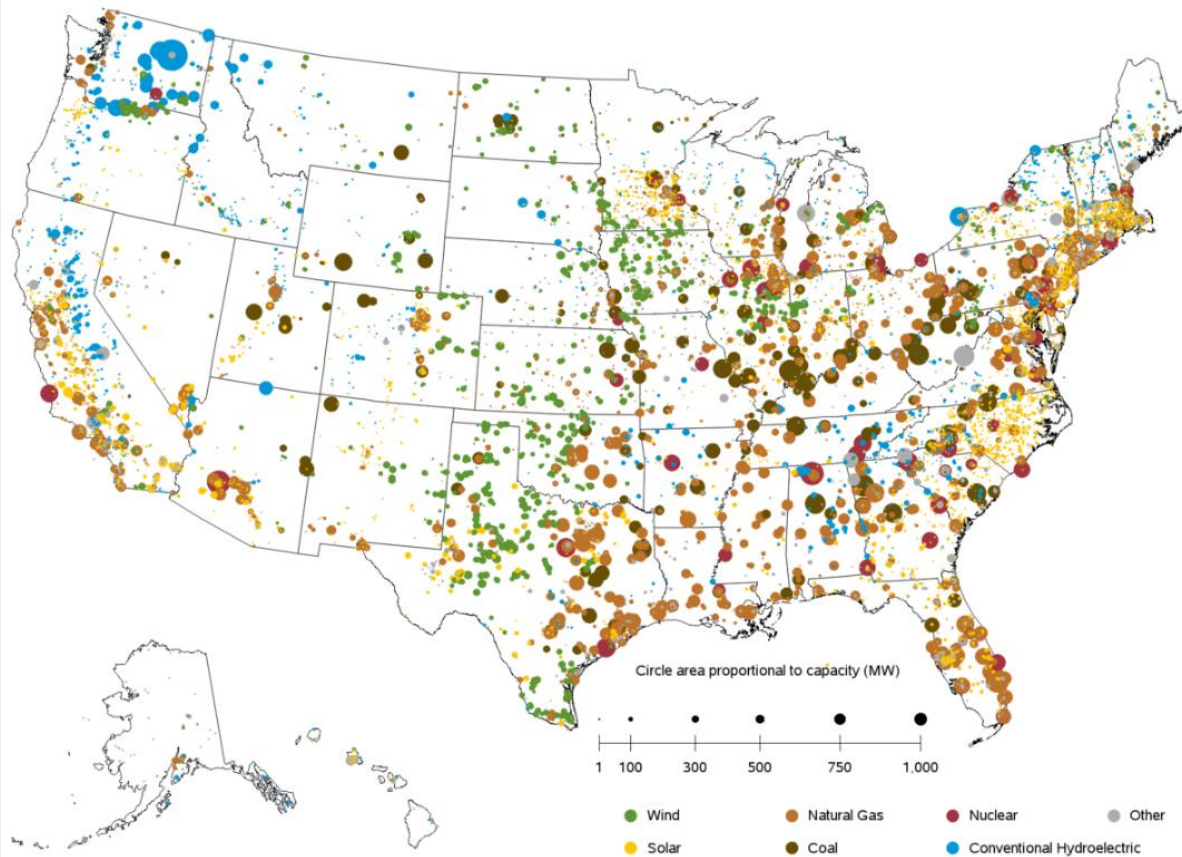 Circle area proportional to capacity (MW)
1 100 300 500 750 1,000
Wind Natural Gas Nuclear Other
Solar Coal Conventional Hydroelectric